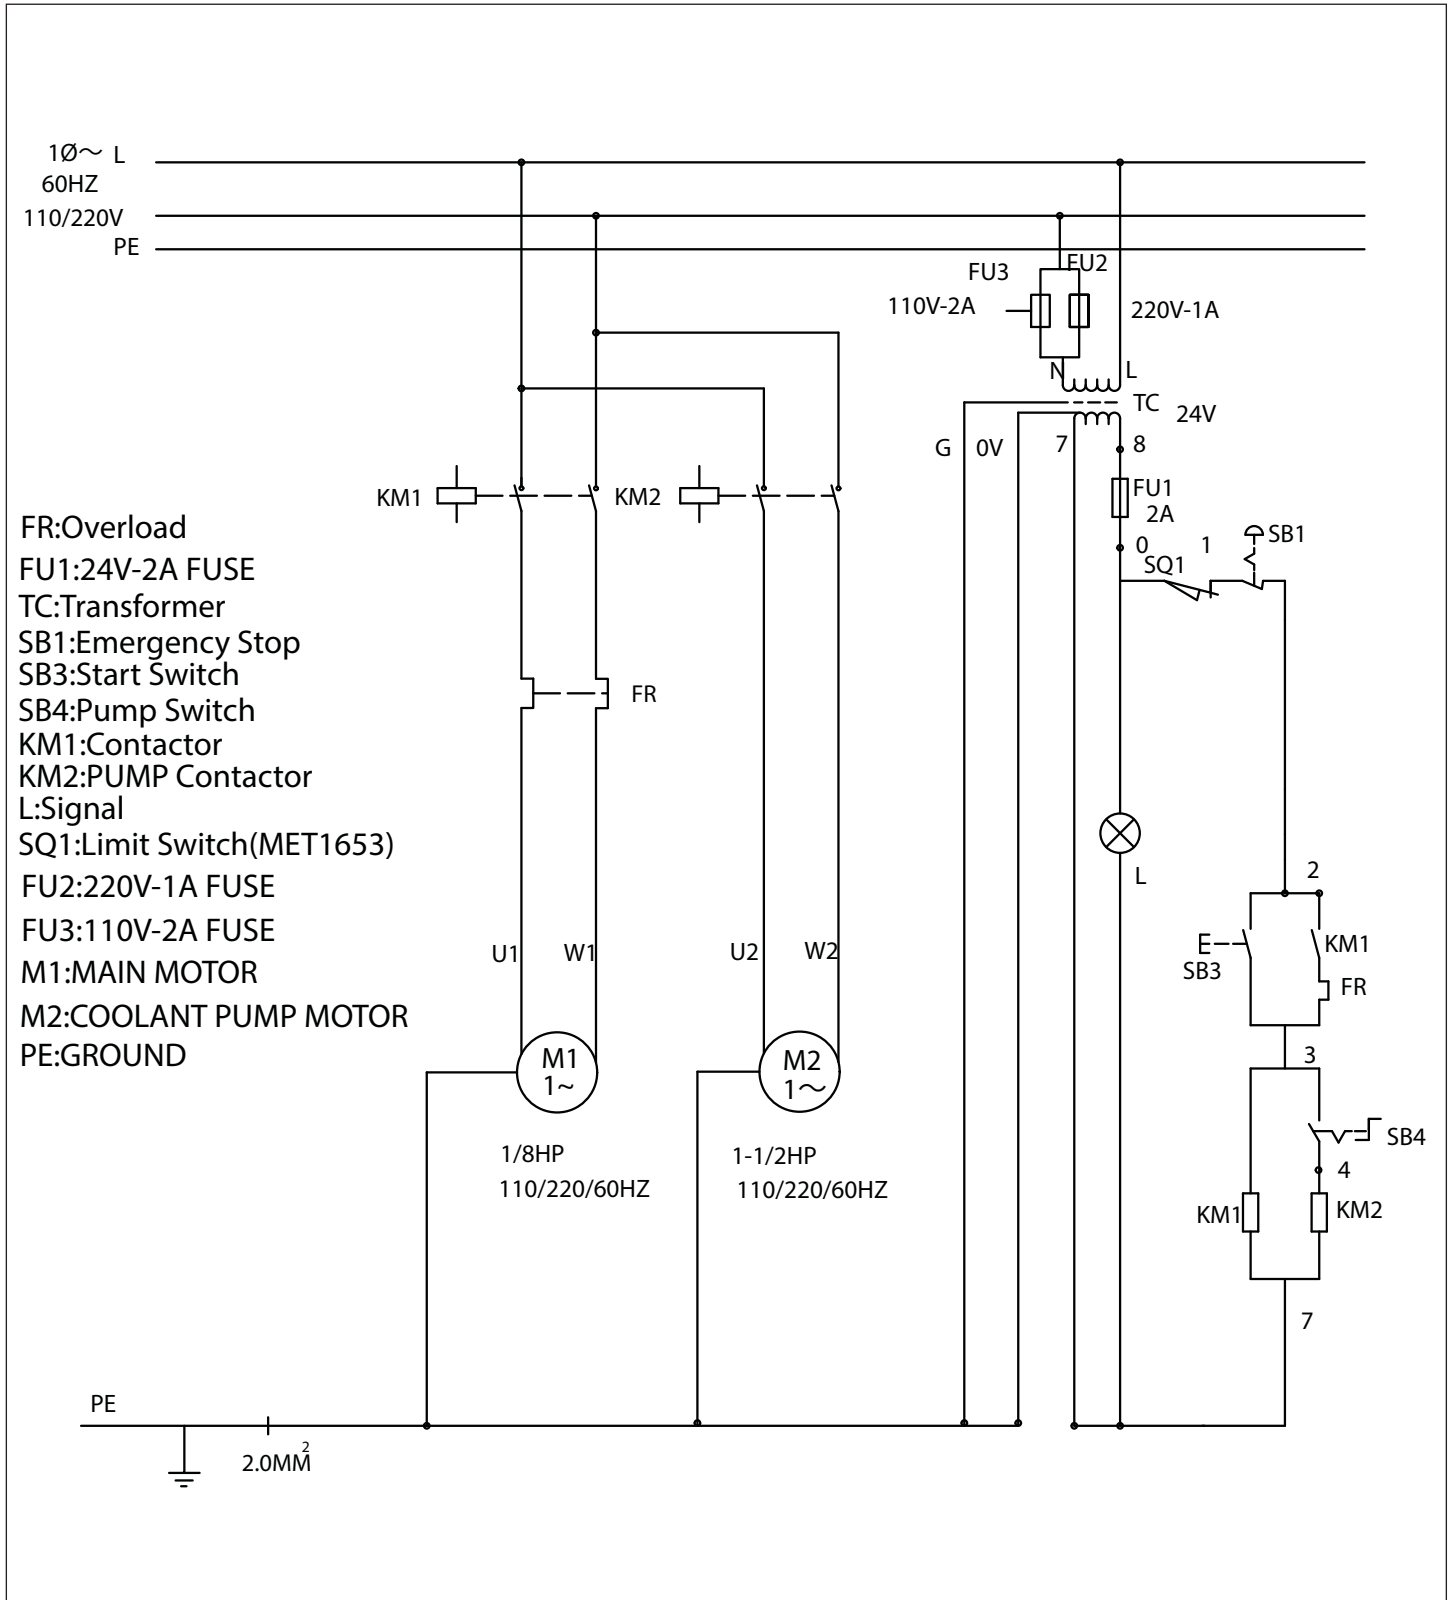 1Ø～ L
60HZ
110/220V
PE
FU3
FU2
110V-2A
220V-1A
N
L
TC
24V
G
0V
7
8
KM1
KM2
FU1
2A
0
1
SB1
SQ1
FR:Overload
FU1:24V-2A FUSE
TC:Transformer
SB1:Emergency Stop
SB3:Start Switch
SB4:Pump Switch
KM1:Contactor
KM2:PUMP Contactor
L:Signal
SQ1:Limit Switch(MET1653)
FU2:220V-1A FUSE
FU3:110V-2A FUSE
M1:MAIN MOTOR
M2:COOLANT PUMP MOTOR
PE:GROUND
FR
L
2
U1
W1
U2
W2
SB3
KM1
FR
3
M1
1~
M2
1～
SB4
4
1/8HP
110/220/60HZ
1-1/2HP
110/220/60HZ
KM1
KM2
7
PE
2.0MM²